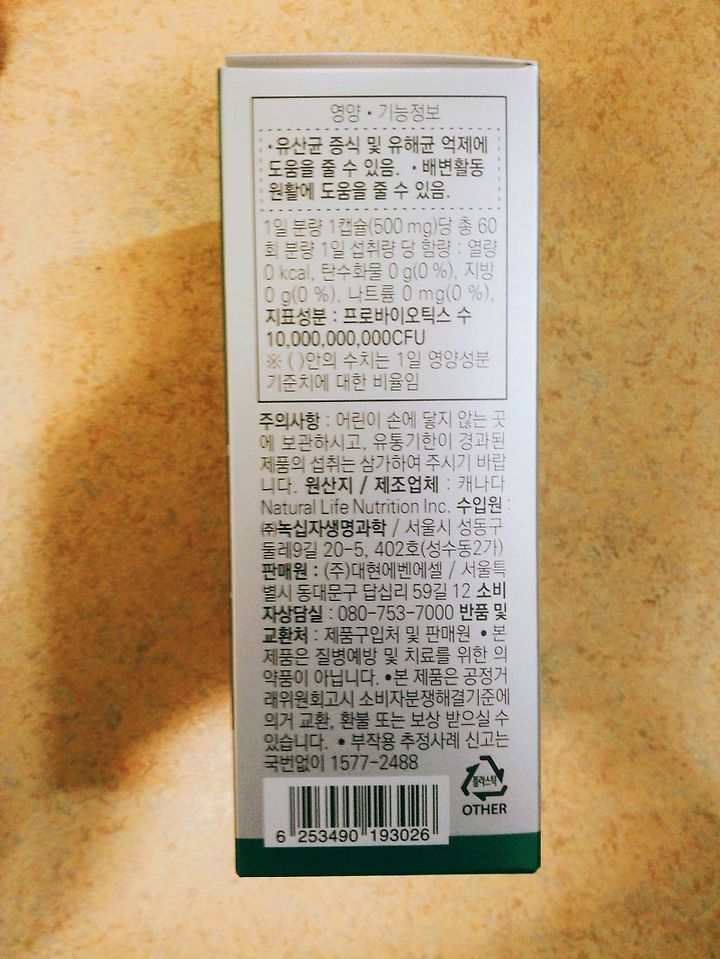 영양・기능정보
・유산균 증식 및 유해균 억제에
도움을 줄 수 있음. ・배변활동
원활에 도움을 줄 수 있음.
1일 분량 1캡슐(500 mg)당 총 60
회 분량 1일 섭취량 당 함량 : 열량
0 kcal, 탄수화물 0 g(0 %), 지방
0 g(0 %), 나트륨 0 mg(0 %),
지표성분 : 프로바이오틱스 수
10,000,000,000CFU
※ ( )안의 수치는 1일 영양성분
기준치에 대한 비율임
주의사항 : 어린이 손에 닿지 않는 곳
에 보관하시고, 유통기한이 경과된
제품의 섭취는 삼가하여 주시기 바랍
니다. 원산지 / 제조업체 : 캐나다
Natural Life Nutrition Inc. 수입원 :
㈜녹십자생명과학 / 서울시 성동구
둘레9길 20-5, 402호(성수동2가)
판매원 : (주)대현에벤에셀 / 서울특
별시 동대문구 답십리 59길 12 소비
자상담실 : 080-753-7000 반품 및
교환처 : 제품구입처 및 판매원 •본
제품은 질병예방 및 치료를 위한 의
약품이 아닙니다. •본 제품은 공정거
래위원회고시 소비자분쟁해결기준에
의거 교환, 환불 또는 보상 받으실 수
있습니다. • 부작용 추정사례 신고는
국번없이 1577-2488
플라스틱
OTHER
6 253490 193026